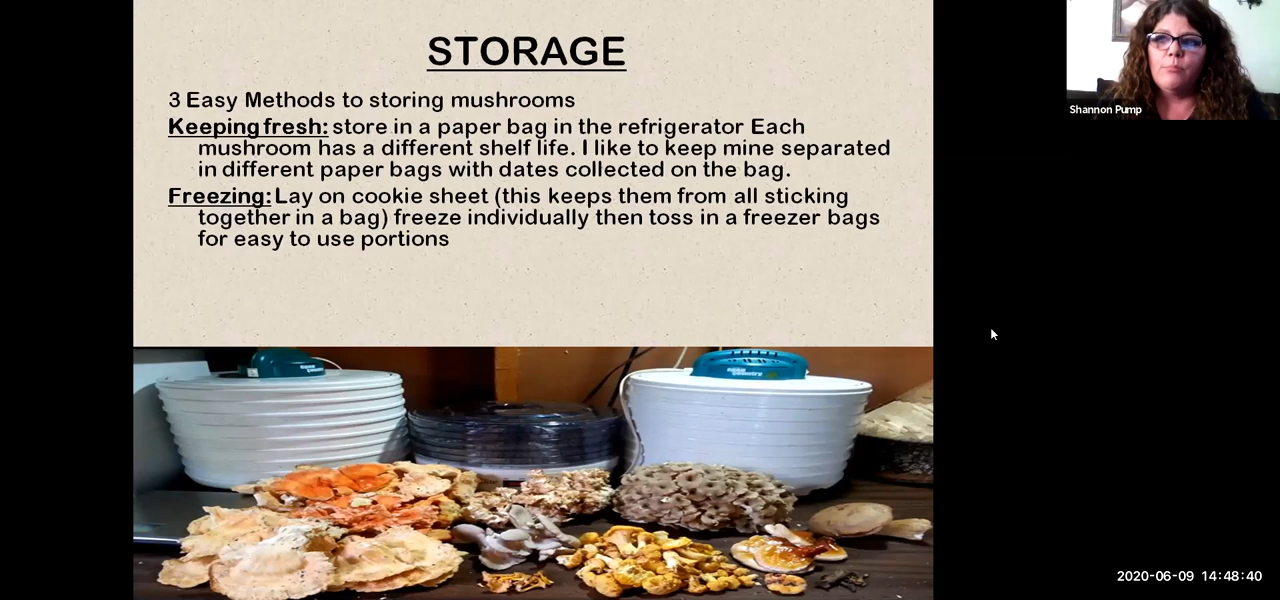 STORAGE
3 Easy Methods to storing mushrooms
Keeping fresh: store in a paper bag in the refrigerator Each
mushroom has a different shelf life. I like to keep mine separated
in different paper bags with dates collected on the bag.
Freezing: Lay on cookie sheet (this keeps them from all sticking
together in a bag) freeze individually then toss in a freezer bags
for easy to use portions
Shannon Pump
2020-06-09 14:48:40